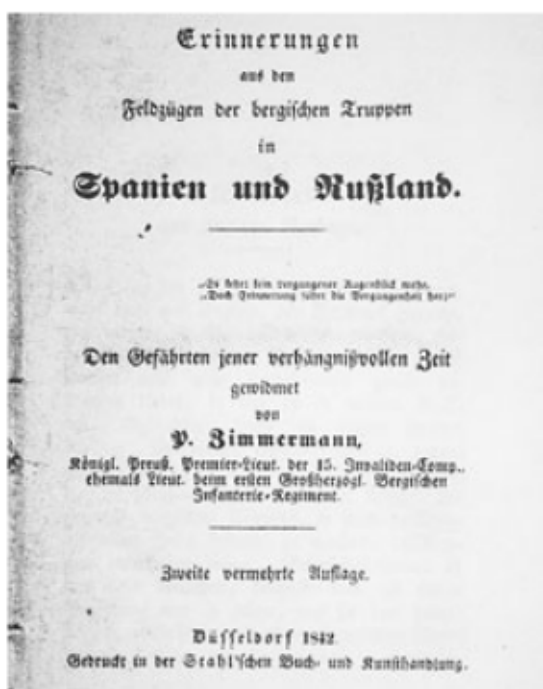 Erinnerungen
aus den
Feldzügen der bergischen Truppen
in
Spanien und Rußland.
„Es kehrt kein vergangener Augenblick mehr,
„Doch Erinnerung führt die Vergangenheit her!"
Den Gefährten jener verhängnißvollen Zeit
gewidmet
von
P. Zimmermann,
Königl. Preuß. Premier-Lieut. der 15. Invaliden-Comp.,
ehemals Lieut. beim ersten Großherzogl. Bergischen
Infanterie-Regiment.
Zweite vermehrte Auflage.
Düsseldorf 1842.
Gedruckt in der Stahl'schen Buch- und Kunsthandlung.